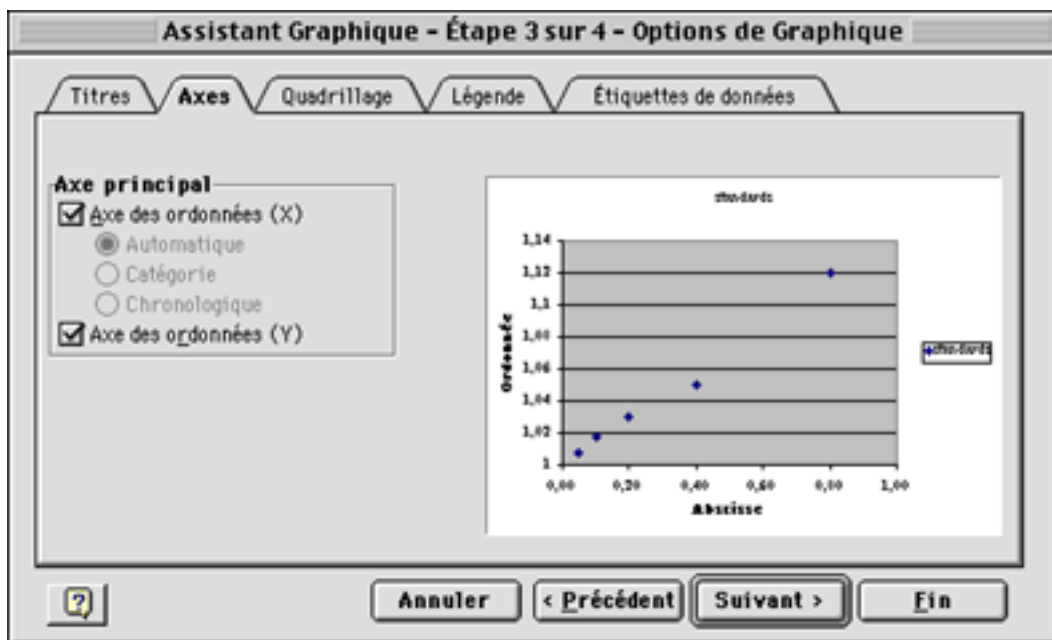 Assistant Graphique - Étape 3 sur 4 - Options de Graphique
Titres
Axes
Quadrillage
Légende
Étiquettes de données
Axe principal
Axe des ordonnées (X)
Automatique
Catégorie
Chronologique
Axe des ordonnées (Y)
standards
1,14
1,12
1,1
1,08
1,06
1,04
1,02
1
Ordonnée
0,00
0,20
0,40
0,60
0,80
1,00
Abscisse
standards
Annuler
< Précédent
Suivant >
Fin